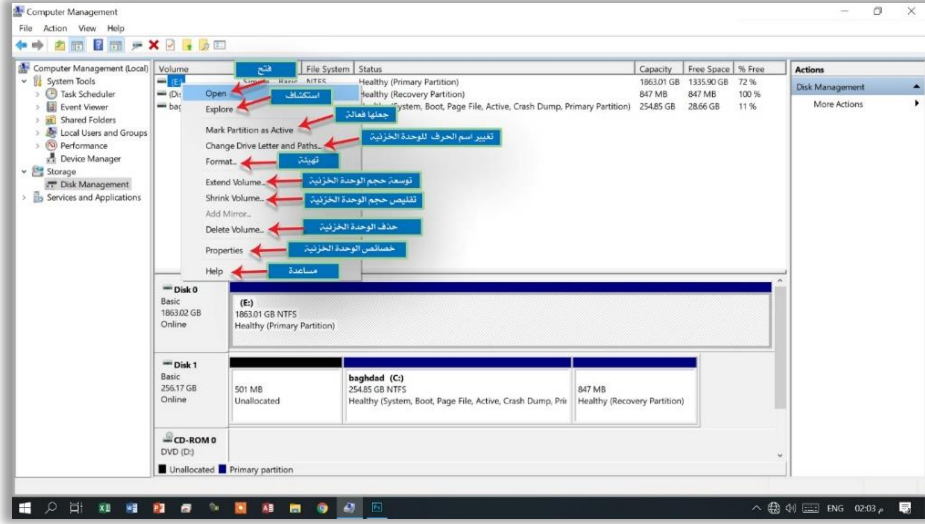 Computer Management
File Action View Help
Computer Management (Local)
System Tools
Task Scheduler
Event Viewer
Shared Folders
Local Users and Groups
Performance
Device Manager
Storage
Disk Management
Services and Applications
Volume File System Status Capacity Free Space % Free
(E:) Simple Basic NTFS Healthy (Primary Partition) 1863.01 GB 1335.90 GB 72 %
Healthy (Recovery Partition) 847 MB 847 MB 100 %
System, Boot, Page File, Active, Crash Dump, Primary Partition) 254.85 GB 28.66 GB 11 %
Open فتح
Explore استكشاف
Mark Partition as Active جعلها فعالة
Change Drive Letter and Paths... تغيير اسم الحرف للوحدة الخزنية
Format... تهيئة
Extend Volume... توسعة حجم الوحدة الخزنية
Shrink Volume... تقليص حجم الوحدة الخزنية
Add Mirror...
Delete Volume... حذف الوحدة الخزنية
Properties خصائص الوحدة الخزنية
Help مساعدة
Actions
Disk Management
More Actions
Disk 0
Basic
1863.02 GB
Online
(E:)
1863.01 GB NTFS
Healthy (Primary Partition)
Disk 1
Basic
256.17 GB
Online
501 MB
Unallocated
baghdad (C:)
254.85 GB NTFS
Healthy (System, Boot, Page File, Active, Crash Dump, Pri
847 MB
Healthy (Recovery Partition)
CD-ROM 0
DVD (D:)
Unallocated Primary partition
ENG 02:03 م